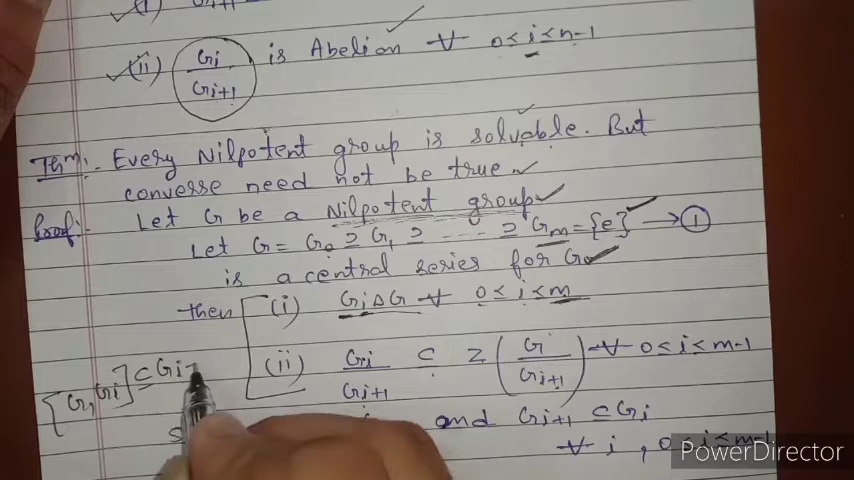 (ii) Gi / Gi+1 is Abelian ∀ 0≤i≤n-1
Thm:- Every Nilpotent group is solvable. But
converse need not be true.
Proof:- Let G be a Nilpotent group
Let G = G0 ⊇ G1 ⊇ ---- ⊇ Gm = {e} → ①
is a central series for G
then (i) Gi Δ G ∀ 0≤i≤m
(ii) Gi / Gi+1 ⊆ Z(G / Gi+1) ∀ 0≤i≤m-1
[G, Gi] ⊆ Gi
and Gi+1 ⊆ Gi
∀ i, 0≤i≤m-1
PowerDirector